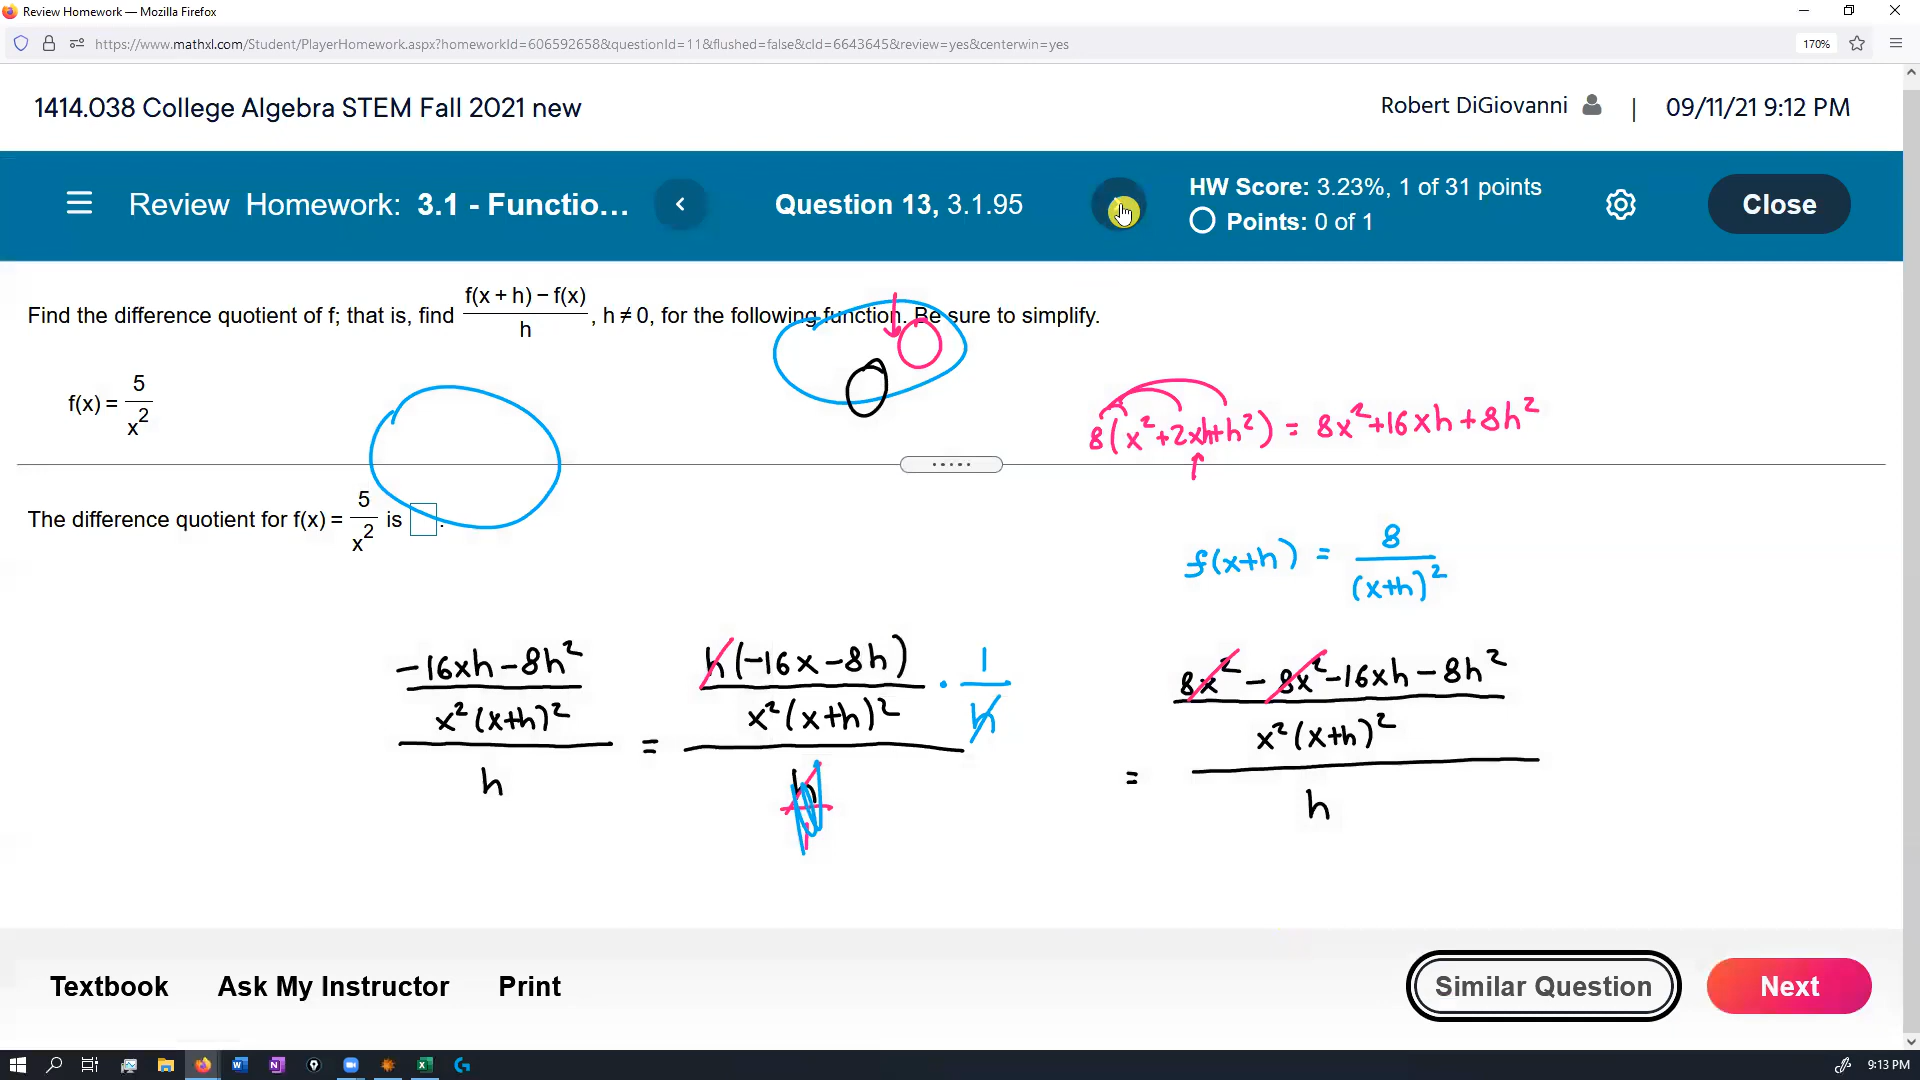 Review Homework — Mozilla Firefox
https://www.mathxl.com/Student/PlayerHomework.aspx?homeworkId=606592658&questionId=11&flushed=false&cId=6643645&review=yes&centerwin=yes
170%
1414.038 College Algebra STEM Fall 2021 new
Robert DiGiovanni | 09/11/21 9:12 PM
Review Homework: 3.1 - Functio...
Question 13, 3.1.95
HW Score: 3.23%, 1 of 31 points
Points: 0 of 1
Close
Find the difference quotient of f; that is, find (f(x + h) − f(x))/h, h ≠ 0, for the following function. Be sure to simplify.
f(x) = 5/x²
8(x²+2xh+h²) = 8x²+16xh+8h²
The difference quotient for f(x) = 5/x² is .
f(x+h) = 8/(x+h)²
−16xh−8h²
x²(x+h)²
h
=
h(−16x−8h)
x²(x+h)²
h
1
· 1/h
=
8x²−8x²−16xh−8h²
x²(x+h)²
h
Textbook
Ask My Instructor
Print
Similar Question
Next
9:13 PM